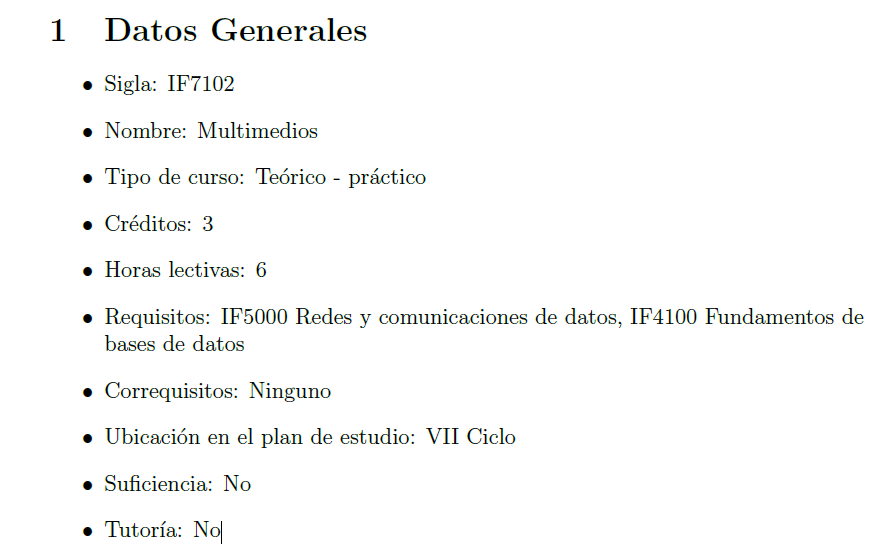 1 Datos Generales
• Sigla: IF7102
• Nombre: Multimedios
• Tipo de curso: Teórico - práctico
• Créditos: 3
• Horas lectivas: 6
• Requisitos: IF5000 Redes y comunicaciones de datos, IF4100 Fundamentos de
bases de datos
• Correquisitos: Ninguno
• Ubicación en el plan de estudio: VII Ciclo
• Suficiencia: No
• Tutoría: No